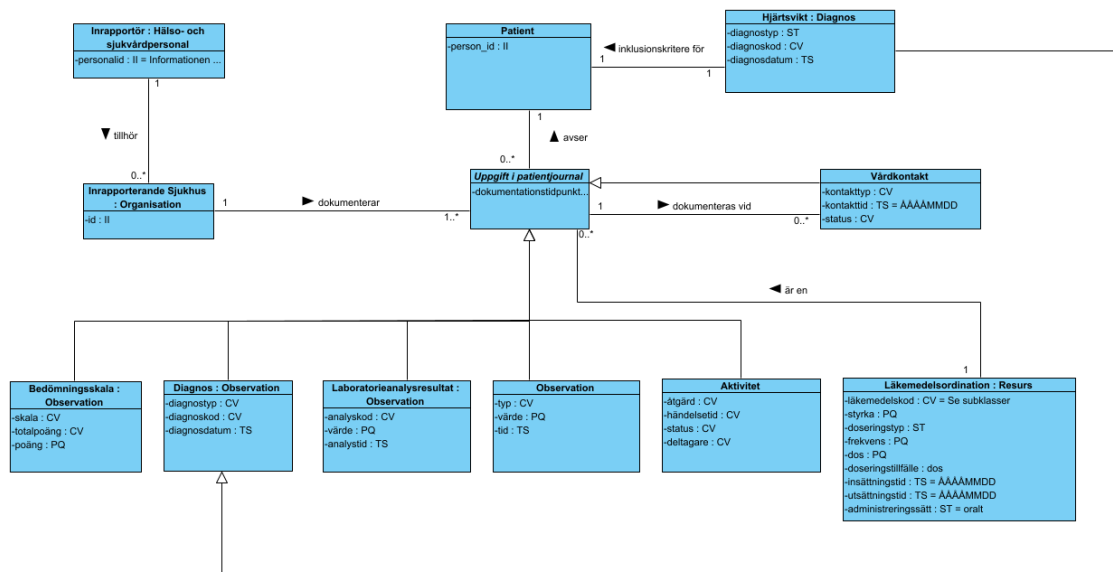 Inrapportör : Hälso- och
sjukvårdpersonal
-personalid : II = Informationen ...
1
tillhör
0..*
Inrapporterande Sjukhus
: Organisation
-id : II
1
dokumenterar
1..*
Patient
-person_id : II
1
inklusionskritere för
1
Hjärtsvikt : Diagnos
-diagnostyp : ST
-diagnoskod : CV
-diagnosdatum : TS
1
avser
0..*
Uppgift i patientjournal
-dokumentationstidpunkt...
1
dokumenteras vid
0..*
Vårdkontakt
-kontakttyp : CV
-kontakttid : TS = ÅÅÅÅMMDD
-status : CV
0..*
är en
1
Bedömningsskala :
Observation
-skala : CV
-totalpoäng : CV
-poäng : PQ
Diagnos : Observation
-diagnostyp : CV
-diagnoskod : CV
-diagnosdatum : TS
Laboratorieanalysresultat :
Observation
-analyskod : CV
-värde : PQ
-analystid : TS
Observation
-typ : CV
-värde : PQ
-tid : TS
Aktivitet
-åtgärd : CV
-händelsetid : CV
-status : CV
-deltagare : CV
Läkemedelsordination : Resurs
-läkemedelskod : CV = Se subklasser
-styrka : PQ
-doseringstyp : ST
-frekvens : PQ
-dos : PQ
-doseringstillfälle : dos
-insättningstid : TS = ÅÅÅÅMMDD
-utsättningstid : TS = ÅÅÅÅMMDD
-administreringssätt : ST = oralt